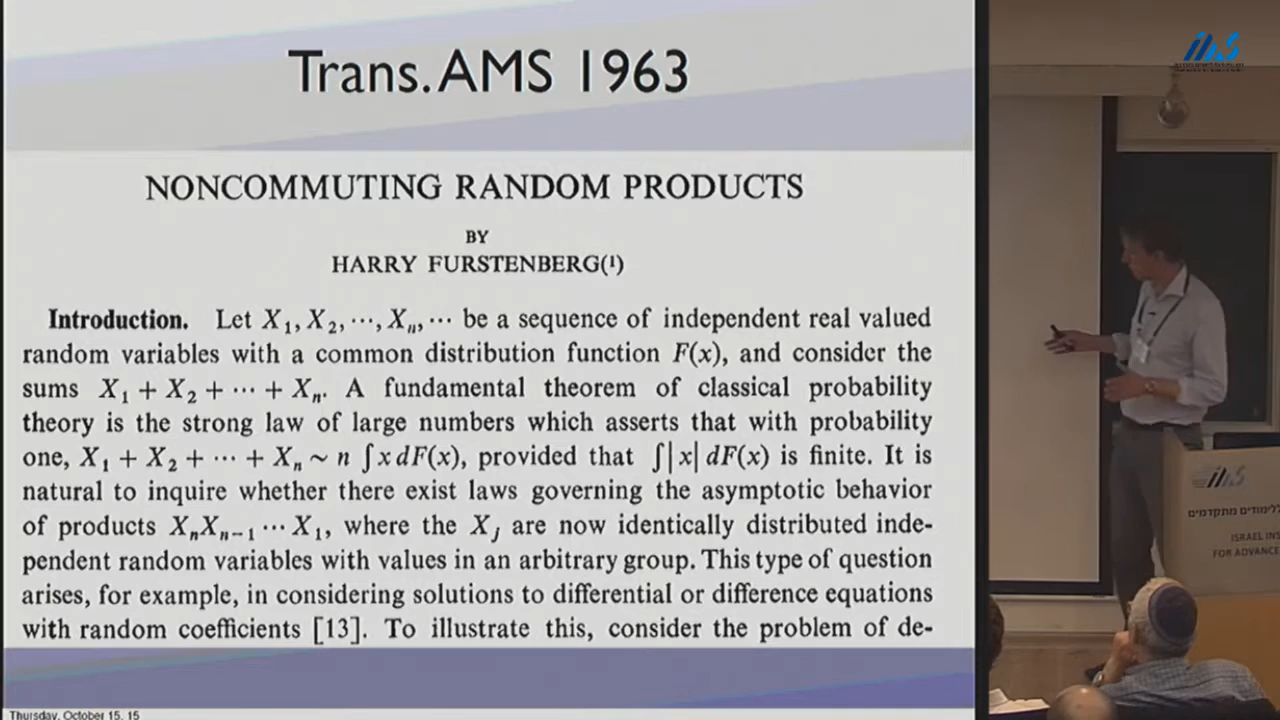 Trans. AMS 1963
NONCOMMUTING RANDOM PRODUCTS
BY
HARRY FURSTENBERG(¹)
Introduction. Let X₁, X₂, ⋯, Xₙ, ⋯ be a sequence of independent real valued
random variables with a common distribution function F(x), and consider the
sums X₁ + X₂ + ⋯ + Xₙ. A fundamental theorem of classical probability
theory is the strong law of large numbers which asserts that with probability
one, X₁ + X₂ + ⋯ + Xₙ ~ n ∫xdF(x), provided that ∫|x|dF(x) is finite. It is
natural to inquire whether there exist laws governing the asymptotic behavior
of products XₙXₙ₋₁ ⋯ X₁, where the Xⱼ are now identically distributed inde-
pendent random variables with values in an arbitrary group. This type of question
arises, for example, in considering solutions to differential or difference equations
with random coefficients [13]. To illustrate this, consider the problem of de-
Thursday, October 15, 15
ללימודים מתקדמים
ISRAEL INS
FOR ADVANCE